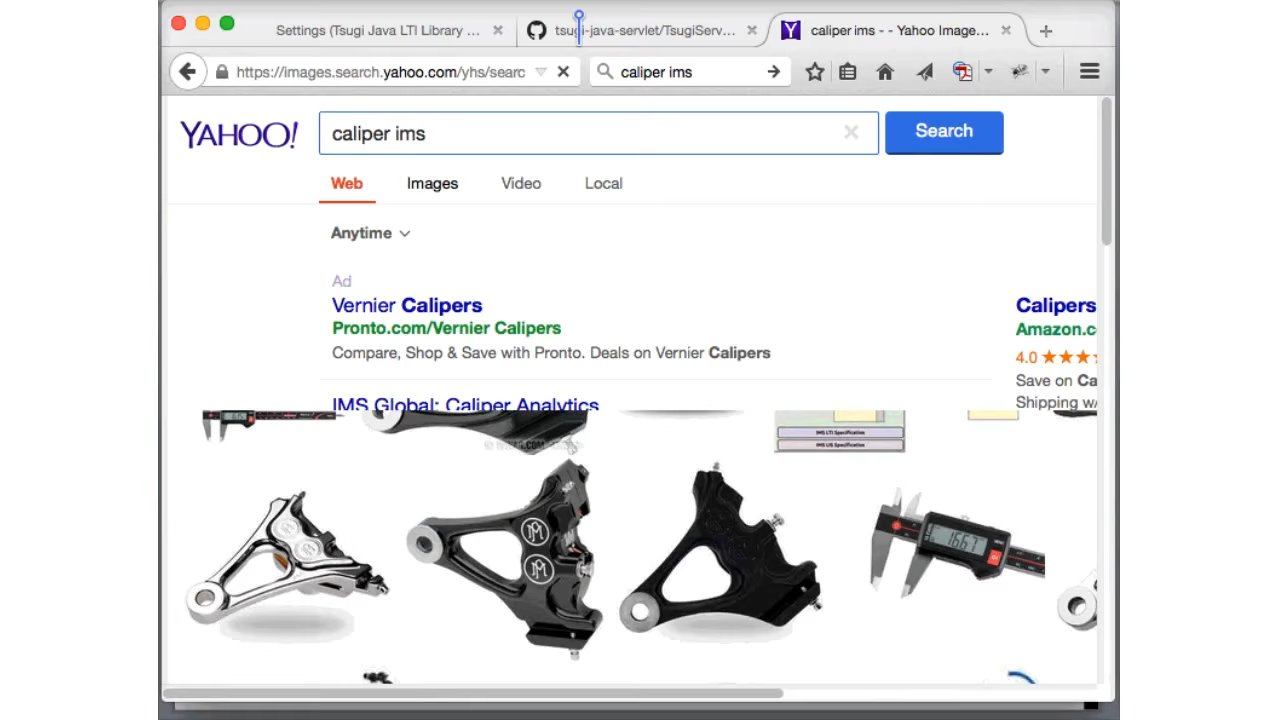 Settings (Tsugi Java LTI Library ...
tsugi-java-servlet/TsugiServ...
caliper ims - - Yahoo Image...
https://images.search.yahoo.com/yhs/searc
caliper ims
YAHOO!
caliper ims
Search
Web
Images
Video
Local
Anytime
Ad
Vernier Calipers
Pronto.com/Vernier Calipers
Compare, Shop & Save with Pronto. Deals on Vernier Calipers
Calipers
Amazon.c
4.0
Save on Ca
Shipping w/
IMS Global: Caliper Analytics
IMS LTI Specification
IMS LIS Specification
16.67